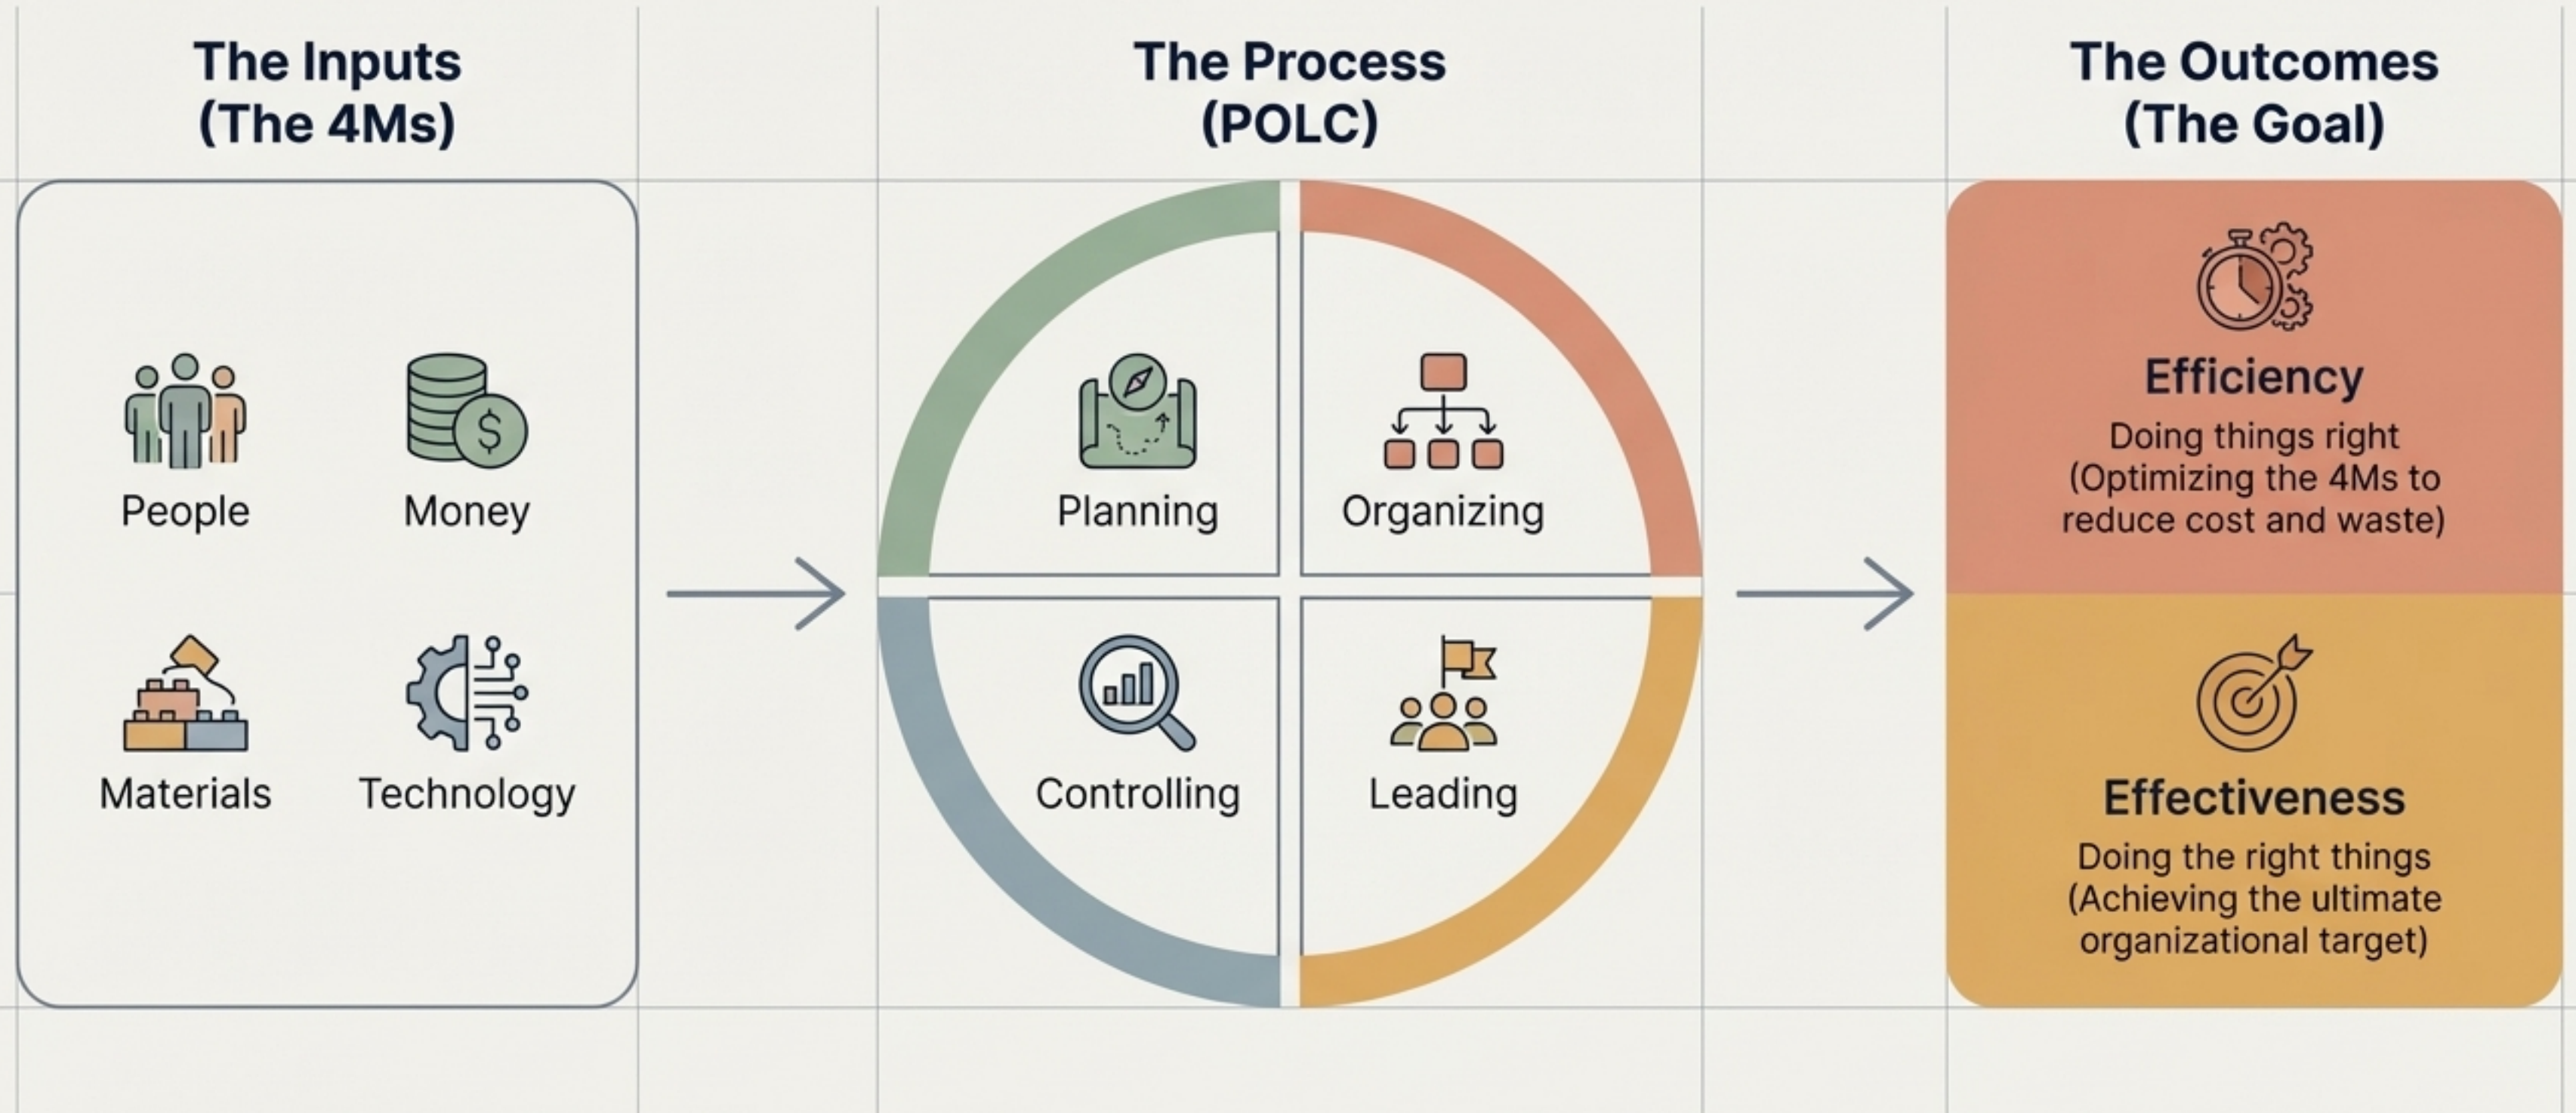 The Inputs
(The 4Ms)
People
Money
Materials
Technology
The Process
(POLC)
Planning
Organizing
Controlling
Leading
The Outcomes
(The Goal)
Efficiency
Doing things right
(Optimizing the 4Ms to
reduce cost and waste)
Effectiveness
Doing the right things
(Achieving the ultimate
organizational target)